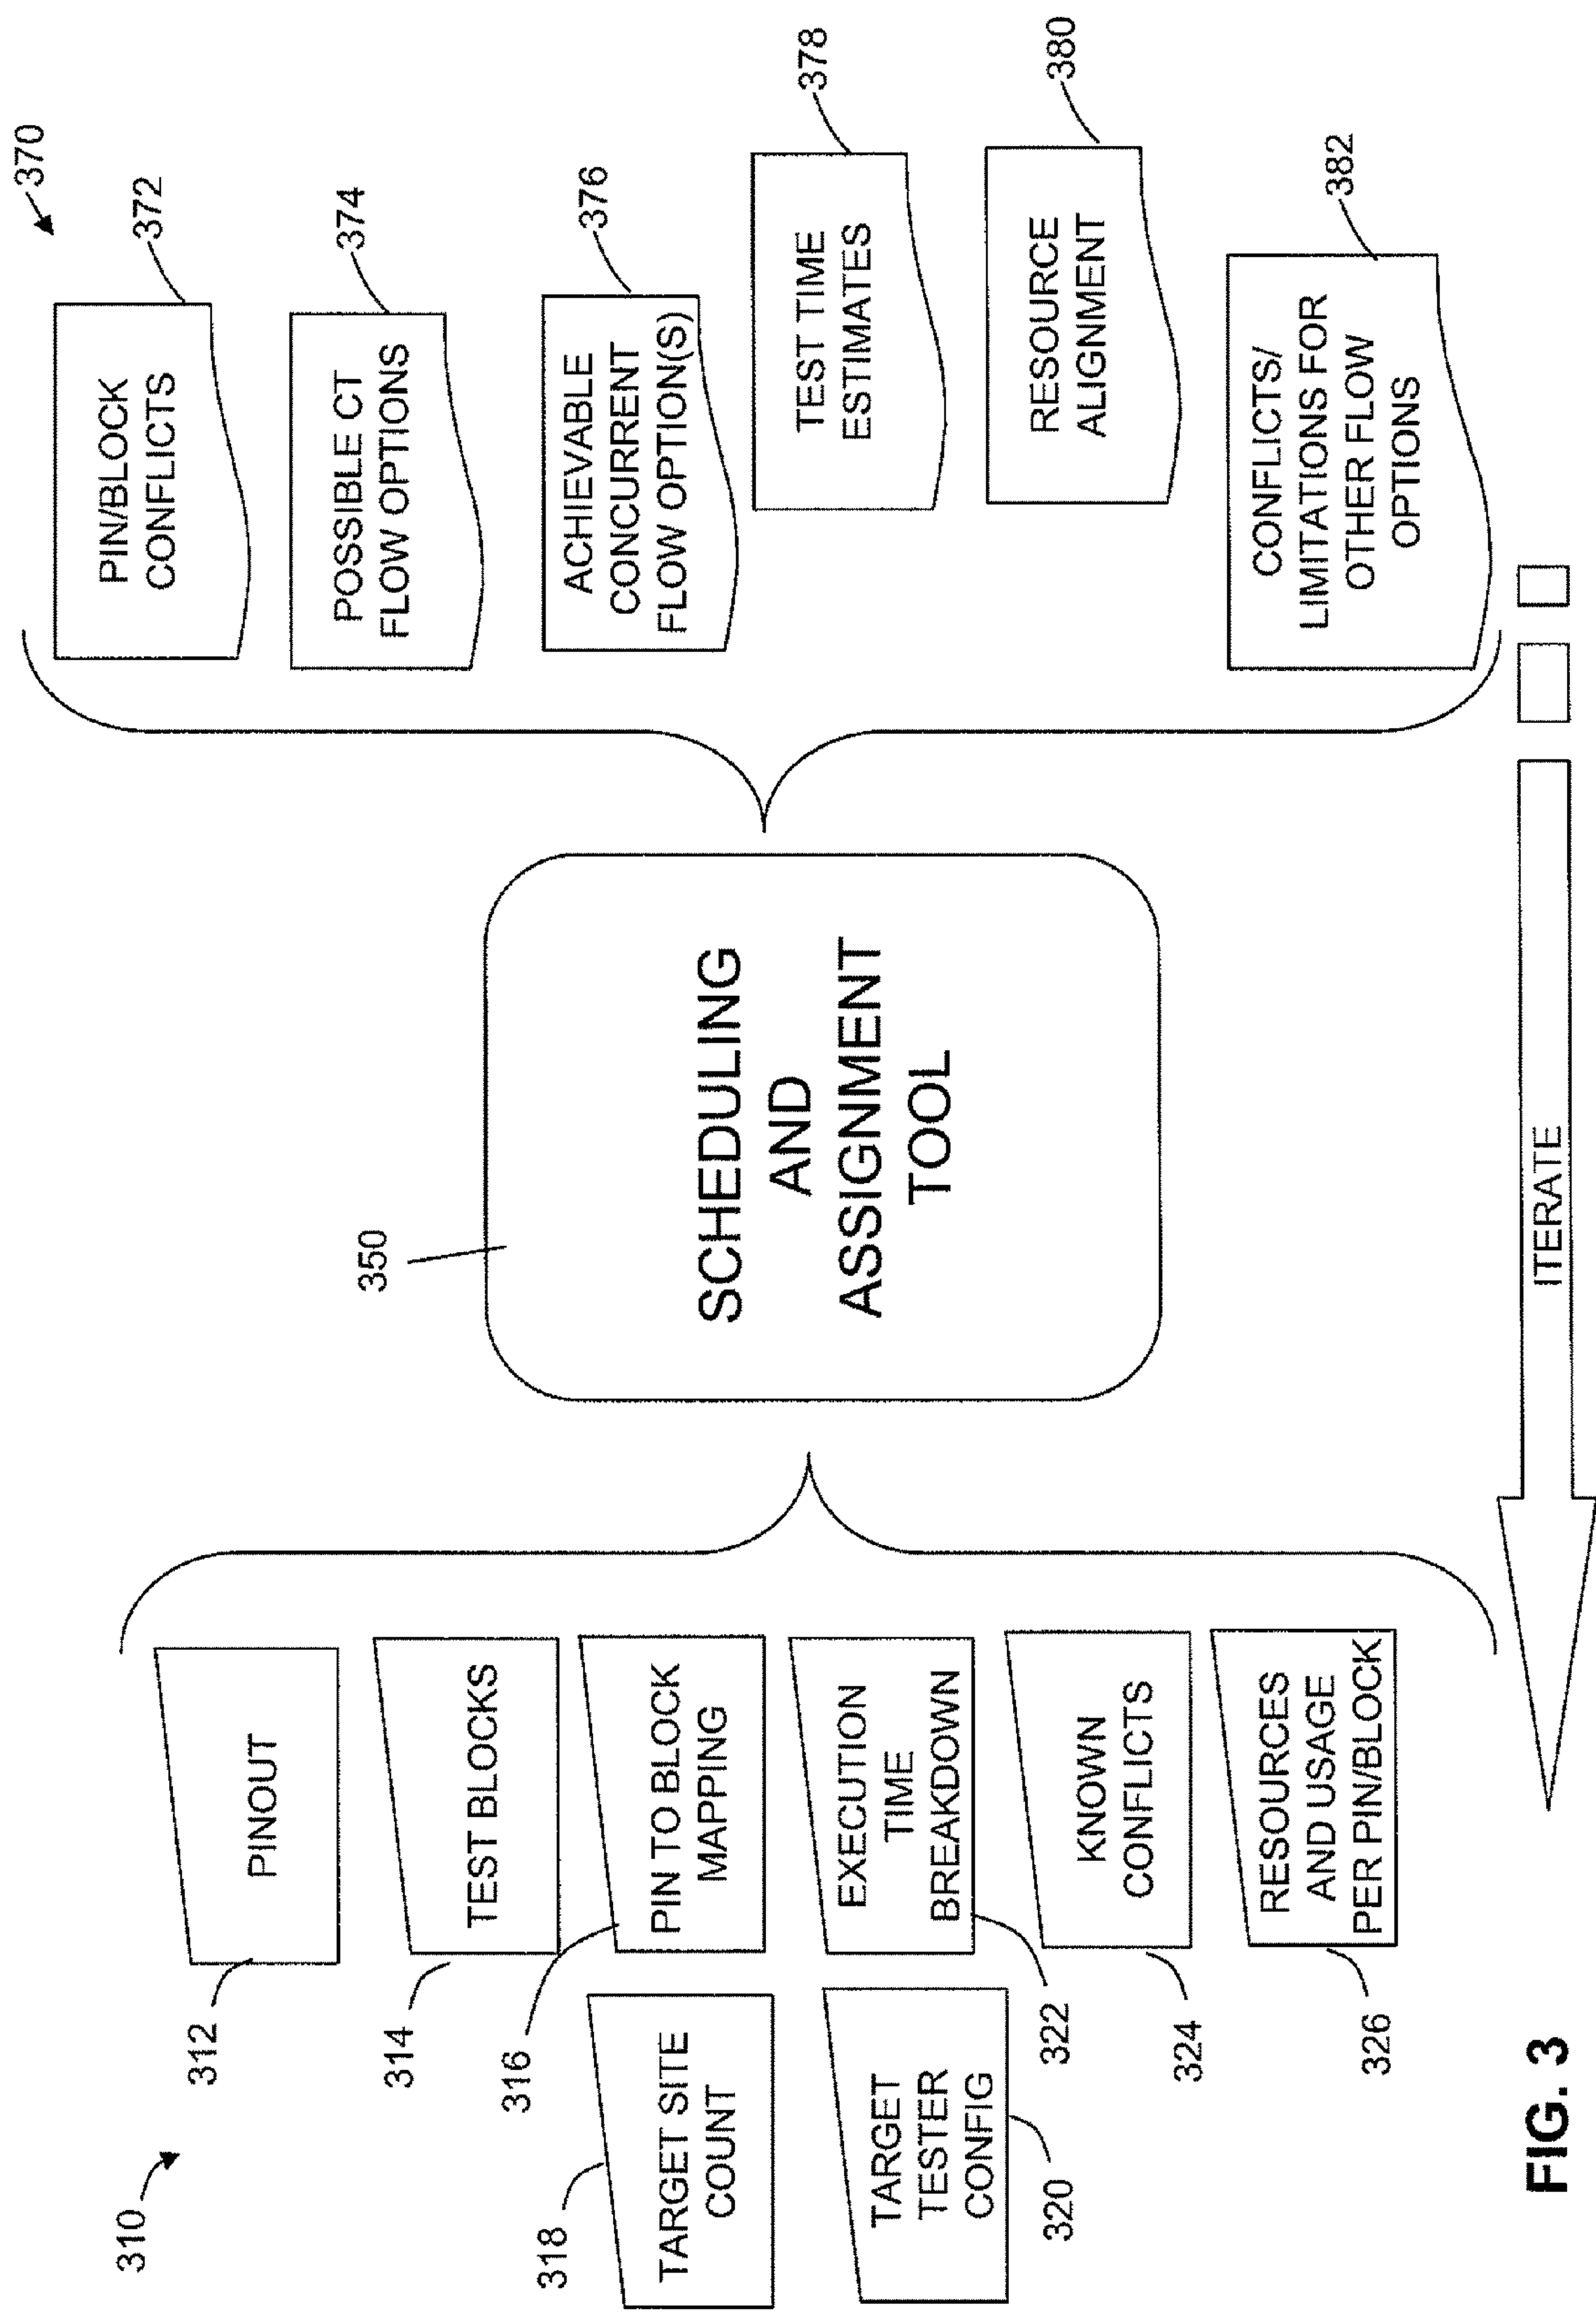 310
312
PINOUT
314
TEST BLOCKS
316
PIN TO BLOCK
MAPPING
318
TARGET SITE
COUNT
320
TARGET
TESTER
CONFIG
322
EXECUTION
TIME
BREAKDOWN
324
KNOWN
CONFLICTS
326
RESOURCES
AND USAGE
PER PIN/BLOCK
350
SCHEDULING
AND
ASSIGNMENT
TOOL
370
372
PIN/BLOCK
CONFLICTS
374
POSSIBLE CT
FLOW OPTIONS
376
ACHIEVABLE
CONCURRENT
FLOW OPTION(S)
378
TEST TIME
ESTIMATES
380
RESOURCE
ALIGNMENT
382
CONFLICTS/
LIMITATIONS FOR
OTHER FLOW
OPTIONS
ITERATE
FIG. 3